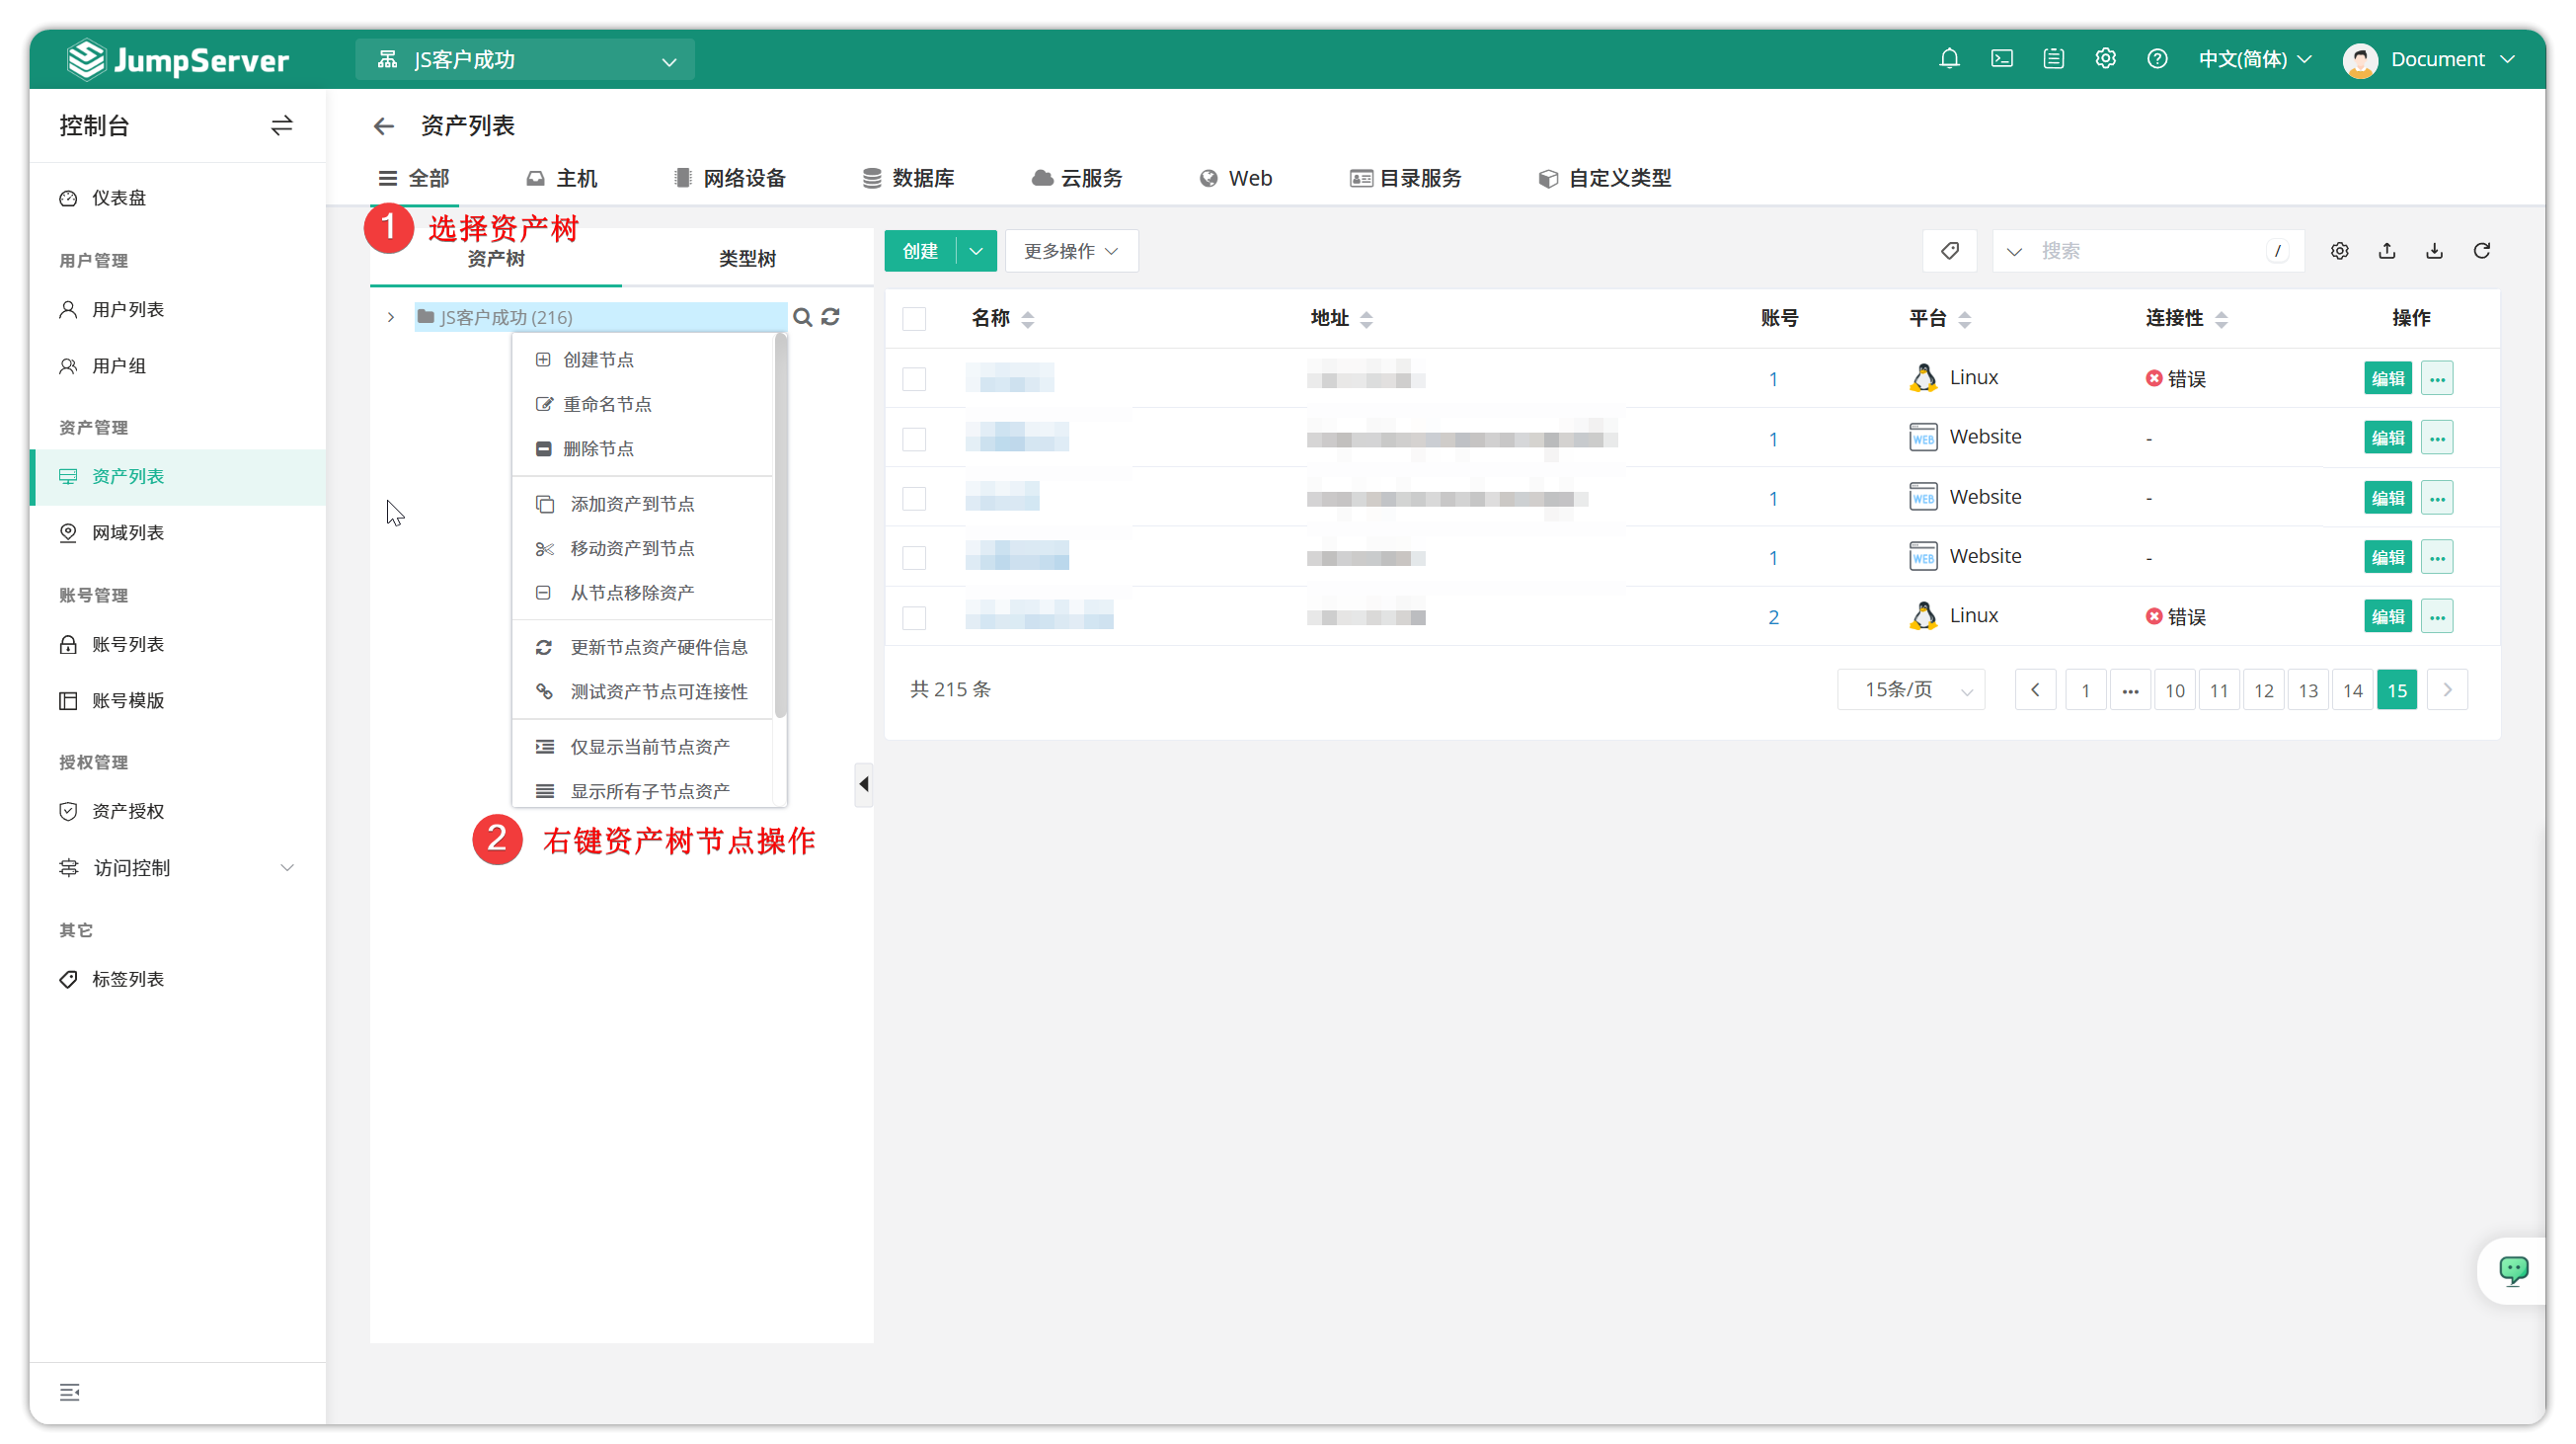 JumpServer
JS客户成功
中文(简体)
Document
控制台
仪表盘
用户管理
用户列表
用户组
资产管理
资产列表
网域列表
账号管理
账号列表
账号模版
授权管理
资产授权
访问控制
其它
标签列表
资产列表
全部 主机 网络设备 数据库 云服务 Web 目录服务 自定义类型
1 选择资产树
资产树 类型树
JS客户成功 (216)
创建节点
重命名节点
删除节点
添加资产到节点
移动资产到节点
从节点移除资产
更新节点资产硬件信息
测试资产节点可连接性
仅显示当前节点资产
显示所有子节点资产
2 右键资产树节点操作
创建 更多操作 搜索 /
名称 地址 账号 平台 连接性 操作
1 Linux 错误 编辑 ...
1 WEB Website - 编辑 ...
1 WEB Website - 编辑 ...
1 WEB Website - 编辑 ...
2 Linux 错误 编辑 ...
共 215 条 15条/页 1 ... 10 11 12 13 14 15